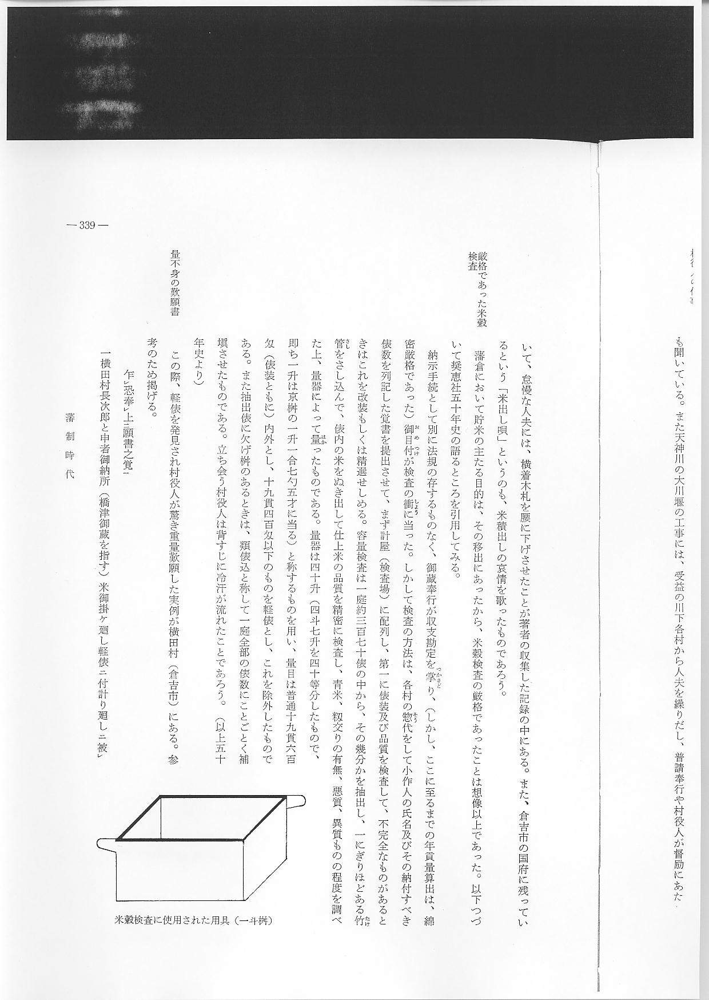 も聞いている。また天神川の大川堰の工事には、受益の川下各村から人夫を繰りだし、普請奉行や村役人が督励にあた
いて、怠慢な人夫には、横着木札を腰に下げさせたことが著者の収集した記録の中にある。また、倉吉市の国府に残ってい
るという「米出し唄」というのも、米積出しの哀情を歌ったものであろう。
厳格であった米穀
検査
藩倉において貯米の主たる目的は、その移出にあったから、米穀検査の厳格であったことは想像以上であった。以下つづ
いて奨恵社五十年史の語るところを引用してみる。
納示手続として別に法規の存するものなく、御蔵奉行が収支勘定を掌り、(しかし、ここに至るまでの年貢量算出は、綿
密厳格であった)御目付が検査の衝に当った。しかして検査の方法は、各村の惣代をして小作人の氏名及びその納付すべき
俵数を列記した覚書を提出させて、まず計屋(検査場)に配列し、第一に俵装及び品質を検査して、不完全なものがあると
きはこれを改装もしくは精選せしめる。容量検査は一庭約三百七十俵の中から、その幾分かを抽出し、一にぎりほどある竹
管をさし込んで、俵内の米をぬき出して仕上米の品質を精密に検査し、青米、籾交りの有無、悪質、異質ものの程度を調べ
た上、量器によって量ったものである。量器は四十升(四斗七升を四十等分したもので、
即ち一升は京桝の一升一合七勺五才に当る)と称するものを用い、量目は普通十九貫六百
匁(俵装ともに)内外とし、十九貫四百匁以下のものを軽俵とし、これを除外したもので
ある。また抽出俵に欠げ桝のあるときは、類俵込と称して一庭全部の俵数にことごとく補
塡させたものである。立ち会う村役人は背すじに冷汗が流れたことであろう。(以上五十
年史より)
量不身の歎願書
この際、軽俵を発見され村役人が驚き重量歎願した実例が横田村(倉吉市)にある。参
考のため掲げる。
乍レ恐奉レ上ニ願書之覚一
一横田村長次郎と申者御納所(橋津御蔵を指す)米御掛ケ廻し軽俵ニ付計り廻しニ被レ
米穀検査に使用された用具(一斗桝)
藩制時代
— 339 —